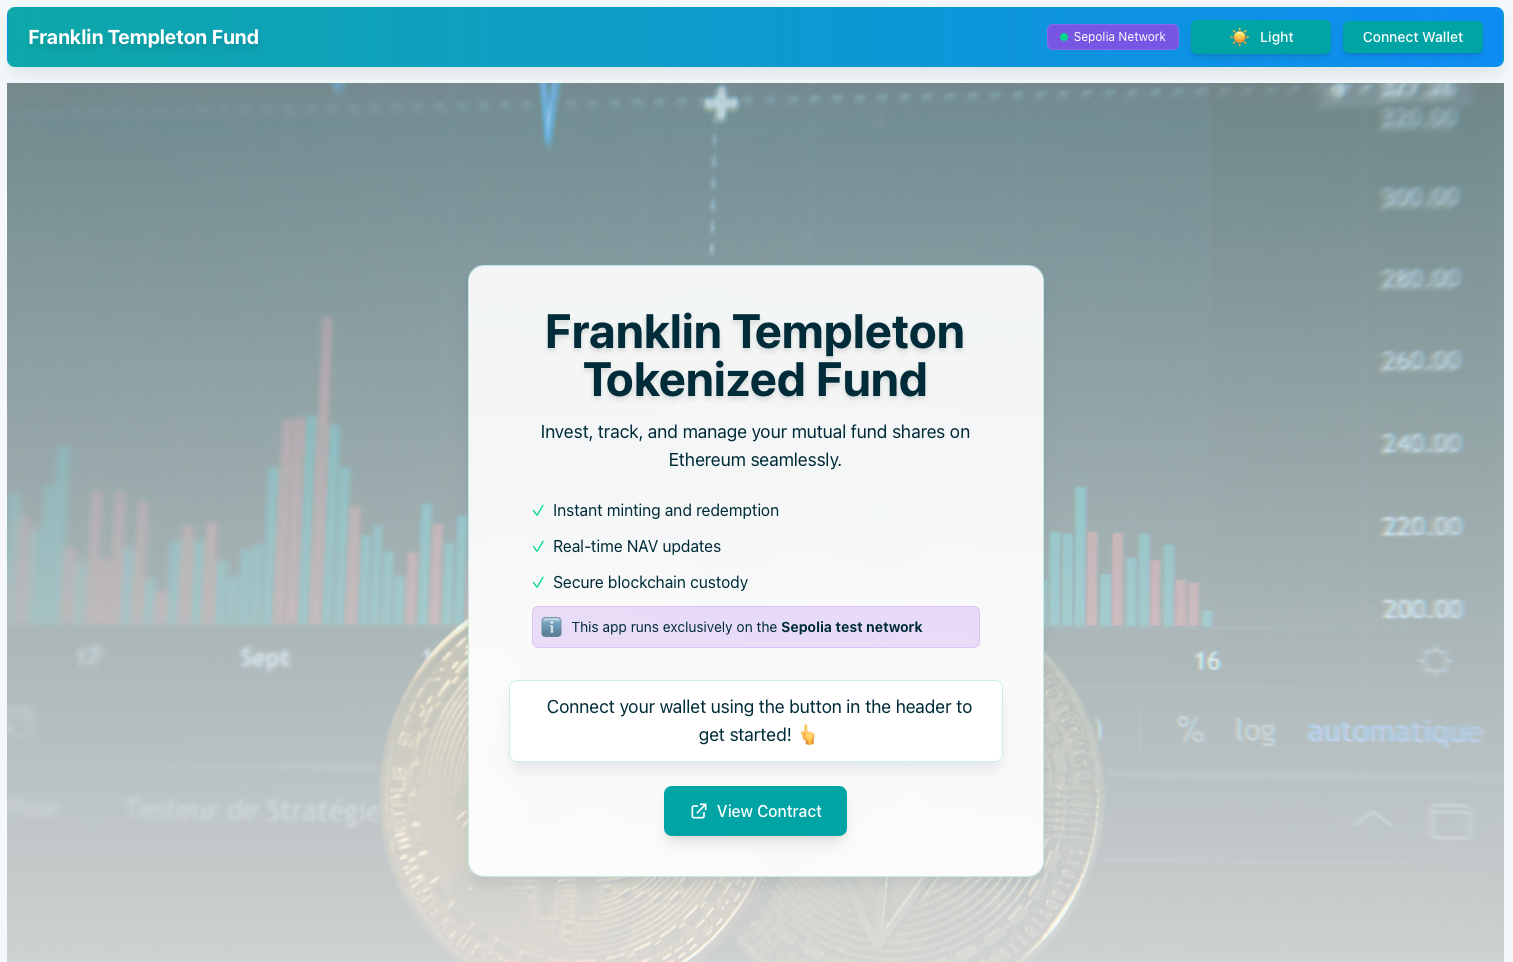 Franklin Templeton Fund
Sepolia Network
Light
Connect Wallet
320.00
300.00
280.00
260.00
240.00
220.00
200.00
17
Sept
16
% log automatique
Testeur de Stratégie
Franklin Templeton
Tokenized Fund
Invest, track, and manage your mutual fund shares on
Ethereum seamlessly.
✓ Instant minting and redemption
✓ Real-time NAV updates
✓ Secure blockchain custody
ℹ️ This app runs exclusively on the Sepolia test network
Connect your wallet using the button in the header to
get started! 👆
View Contract